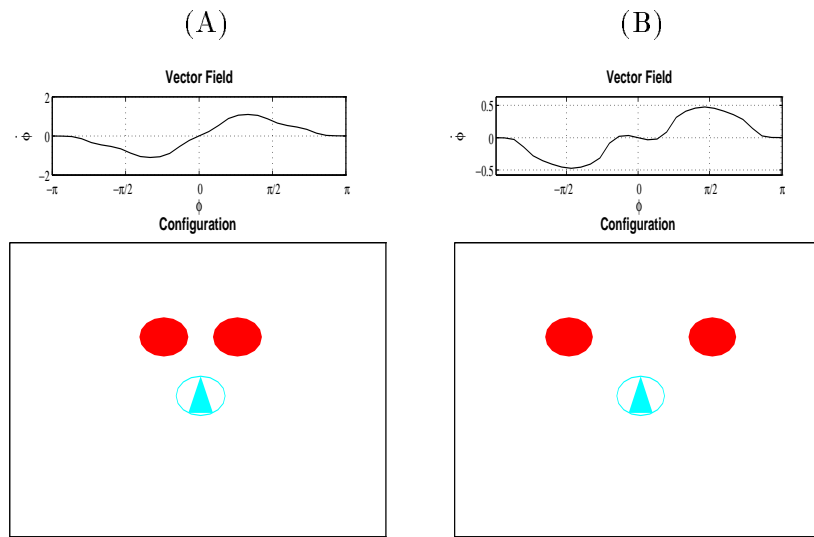 (A) (B)
Vector Field Vector Field
2
0
−2
φ̇
−π −π/2 0 π/2 π
φ
Configuration
0.5
0
−0.5
φ̇
−π/2 0 π/2 π
φ
Configuration